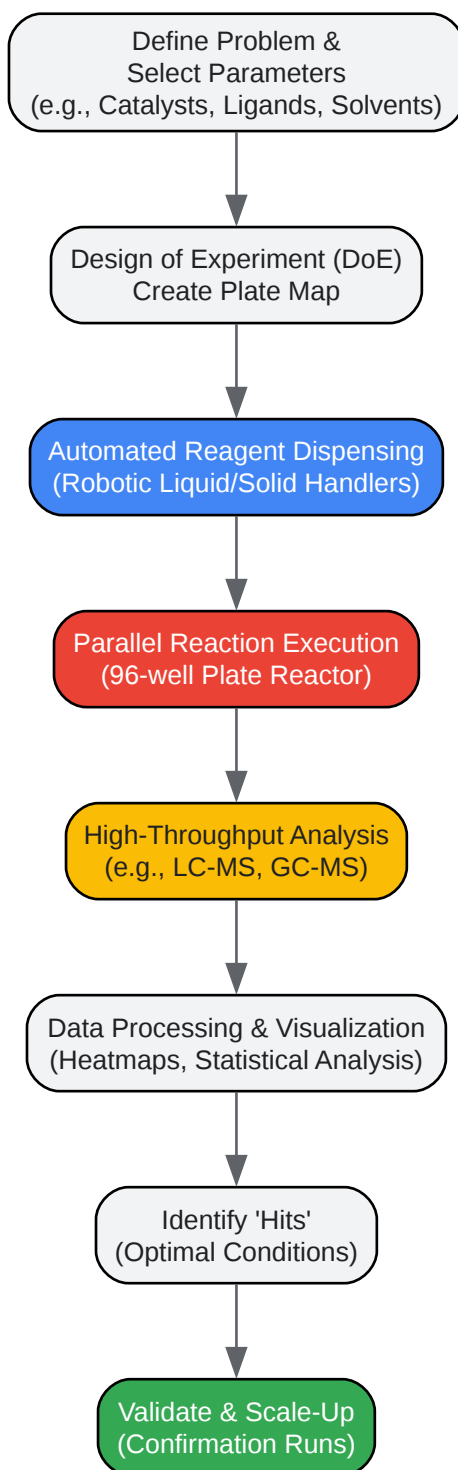 Define Problem &
Select Parameters
(e.g., Catalysts, Ligands, Solvents)
Design of Experiment (DoE)
Create Plate Map
Automated Reagent Dispensing
(Robotic Liquid/Solid Handlers)
Parallel Reaction Execution
(96-well Plate Reactor)
High-Throughput Analysis
(e.g., LC-MS, GC-MS)
Data Processing & Visualization
(Heatmaps, Statistical Analysis)
Identify 'Hits'
(Optimal Conditions)
Validate & Scale-Up
(Confirmation Runs)